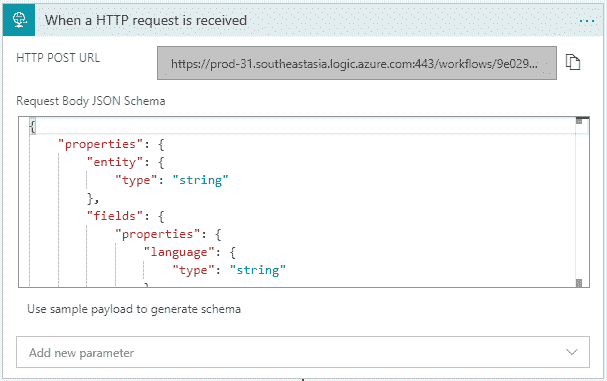 When a HTTP request is received
HTTP POST URL
https://prod-31.southeastasia.logic.azure.com:443/workflows/9e029...
Request Body JSON Schema
{
"properties": {
"entity": {
"type": "string"
},
"fields": {
"properties": {
"language": {
"type": "string"
}
Use sample payload to generate schema
Add new parameter